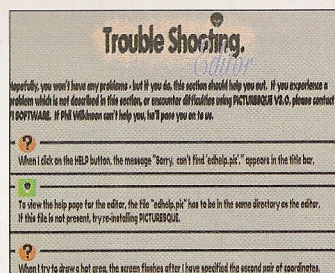 Trouble Shooting.
Editor
Hopefully, you won't have any problems - but if you do, this section should help you out. If you experience a
problem which is not described in this section, or encounter difficulties using PICTURESQUE V2.0, please contact
PI SOFTWARE. If Phil Wilkinson can't help you, he'll pass you on to us.
?
When I click on the HELP button, the message "Sorry, can't find 'edhelp.pic'." appears in the title bar.
To view the help page for the editor, the file "edhelp.pic" has to be in the same directory as the editor.
If this file is not present, try re-installing PICTURESQUE.
?
When I try to draw a hot area, the screen flashes after I have specified the second pair of coordinates.